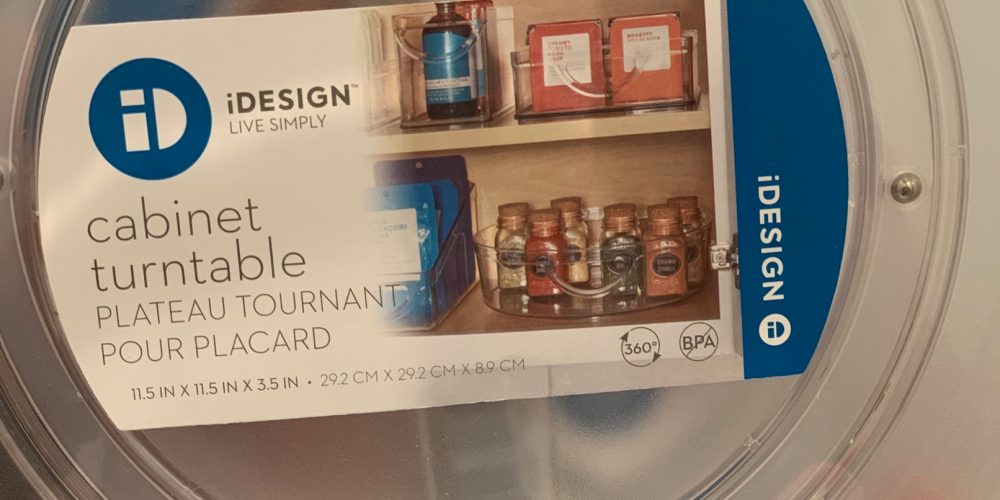 iD
iDESIGN™
LIVE SIMPLY
cabinet
turntable
PLATEAU TOURNANT
POUR PLACARD
11.5 IN X 11.5 IN X 3.5 IN • 29.2 CM X 29.2 CM X 8.9 CM
360°
BPA
iDESIGN iD